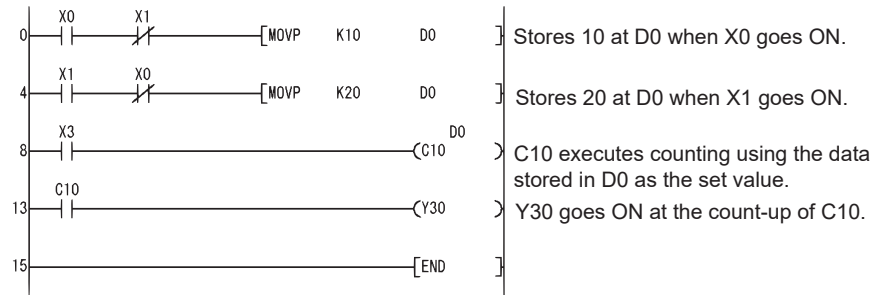 X0 X1
0 [MOVP K10 D0 ] Stores 10 at D0 when X0 goes ON.
X1 X0
4 [MOVP K20 D0 ] Stores 20 at D0 when X1 goes ON.
X3 D0
8 (C10 ) C10 executes counting using the data
stored in D0 as the set value.
C10
13 (Y30 ) Y30 goes ON at the count-up of C10.
15 [END ]